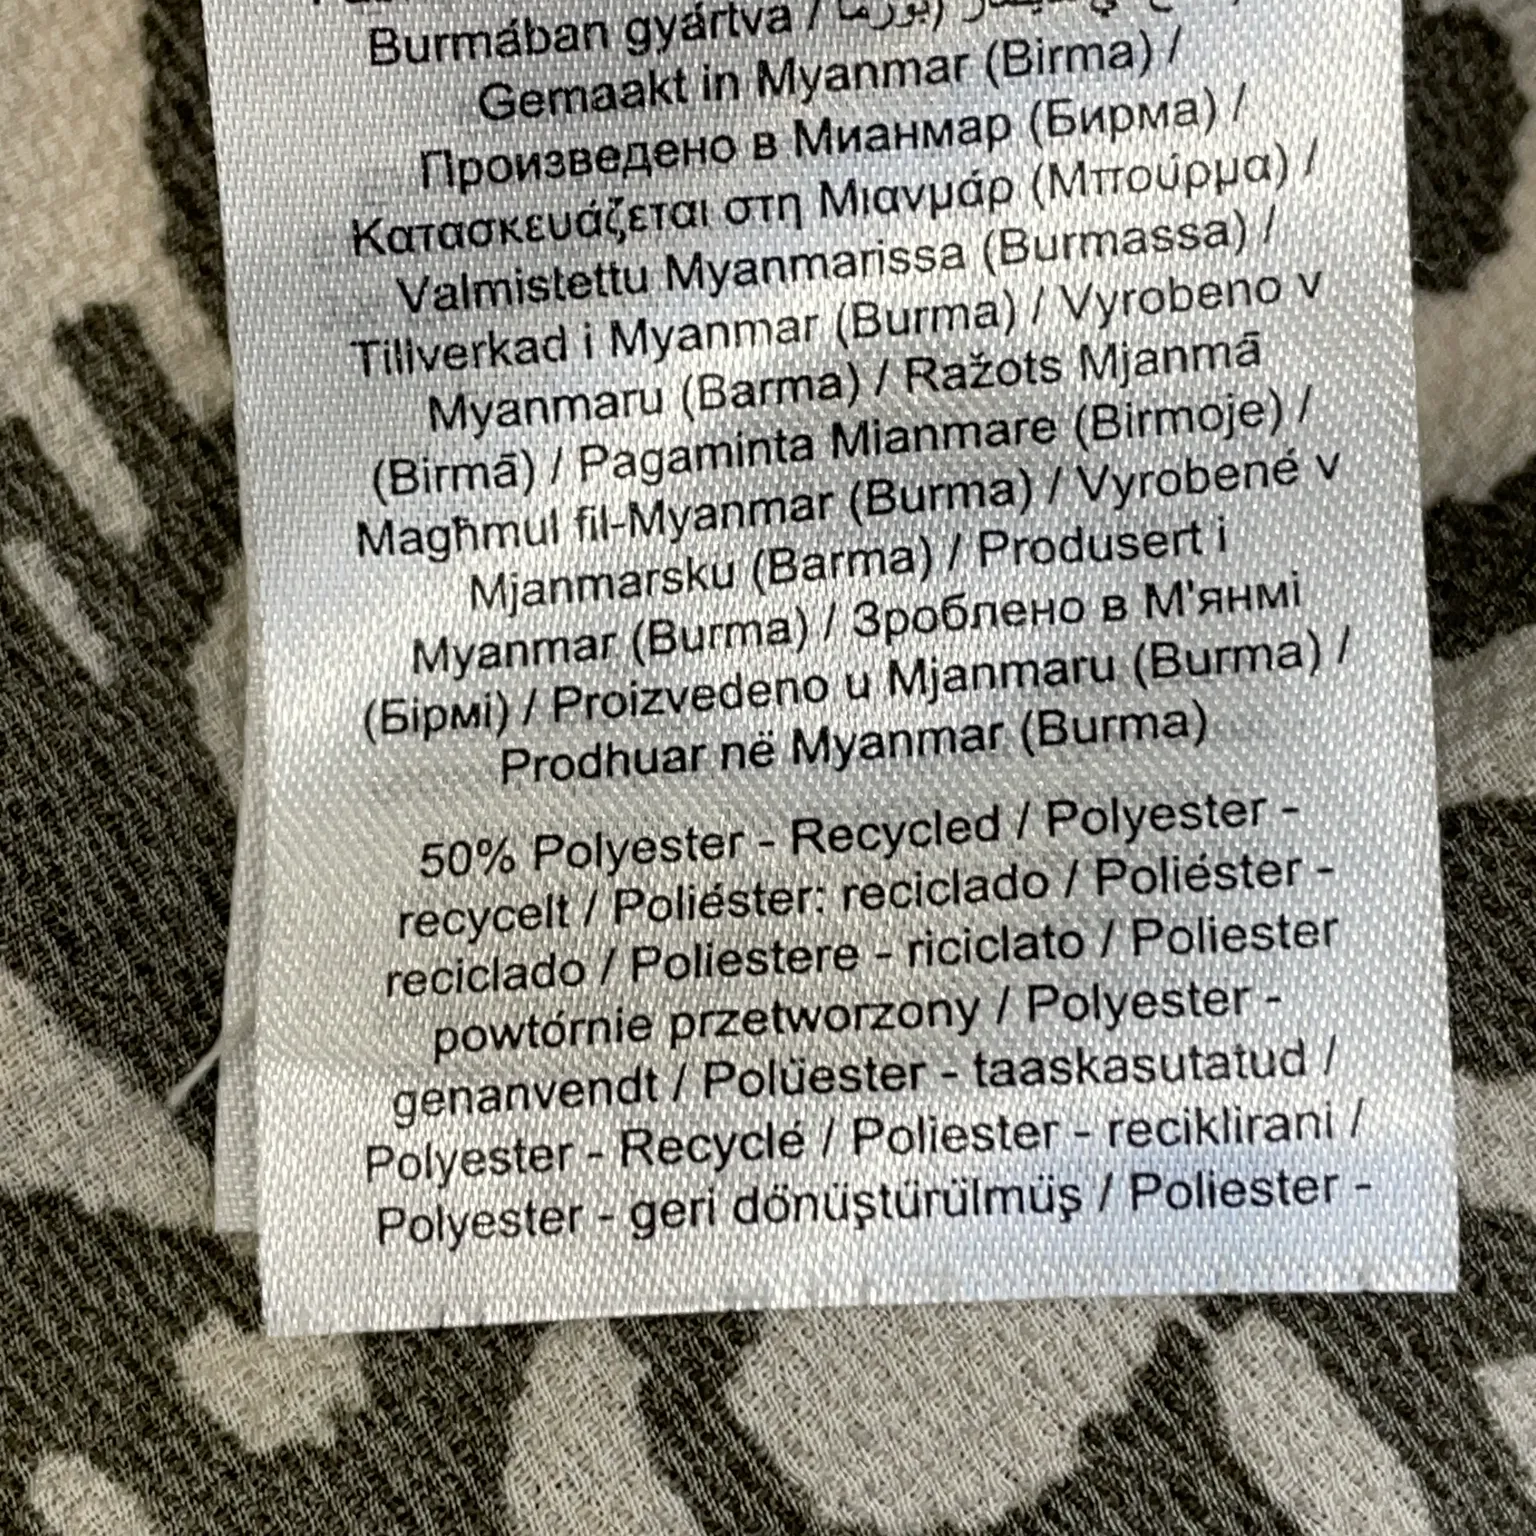 Burmában gyártva /
Gemaakt in Myanmar (Birma) /
Произведено в Мианмар (Бирма) /
Κατασκευάζεται στη Μιανμάρ (Μπούρμα) /
Valmistettu Myanmarissa (Burmassa) /
Tillverkad i Myanmar (Burma) / Vyrobeno v
Myanmaru (Barma) / Ražots Mjanmā
(Birmā) / Pagaminta Mianmare (Birmoje) /
Magħmul fil-Myanmar (Burma) / Vyrobené v
Mjanmarsku (Barma) / Produsert i
Myanmar (Burma) / Зроблено в М'янмі
(Бірмі) / Proizvedeno u Mjanmaru (Burma) /
Prodhuar në Myanmar (Burma)
50% Polyester - Recycled / Polyester -
recycelt / Poliéster: reciclado / Poliéster -
reciclado / Poliestere - riciclato / Poliester
powtórnie przetworzony / Polyester -
genanvendt / Polüester - taaskasutatud /
Polyester - Recyclé / Poliester - reciklirani /
Polyester - geri dönüştürülmüş / Poliester -